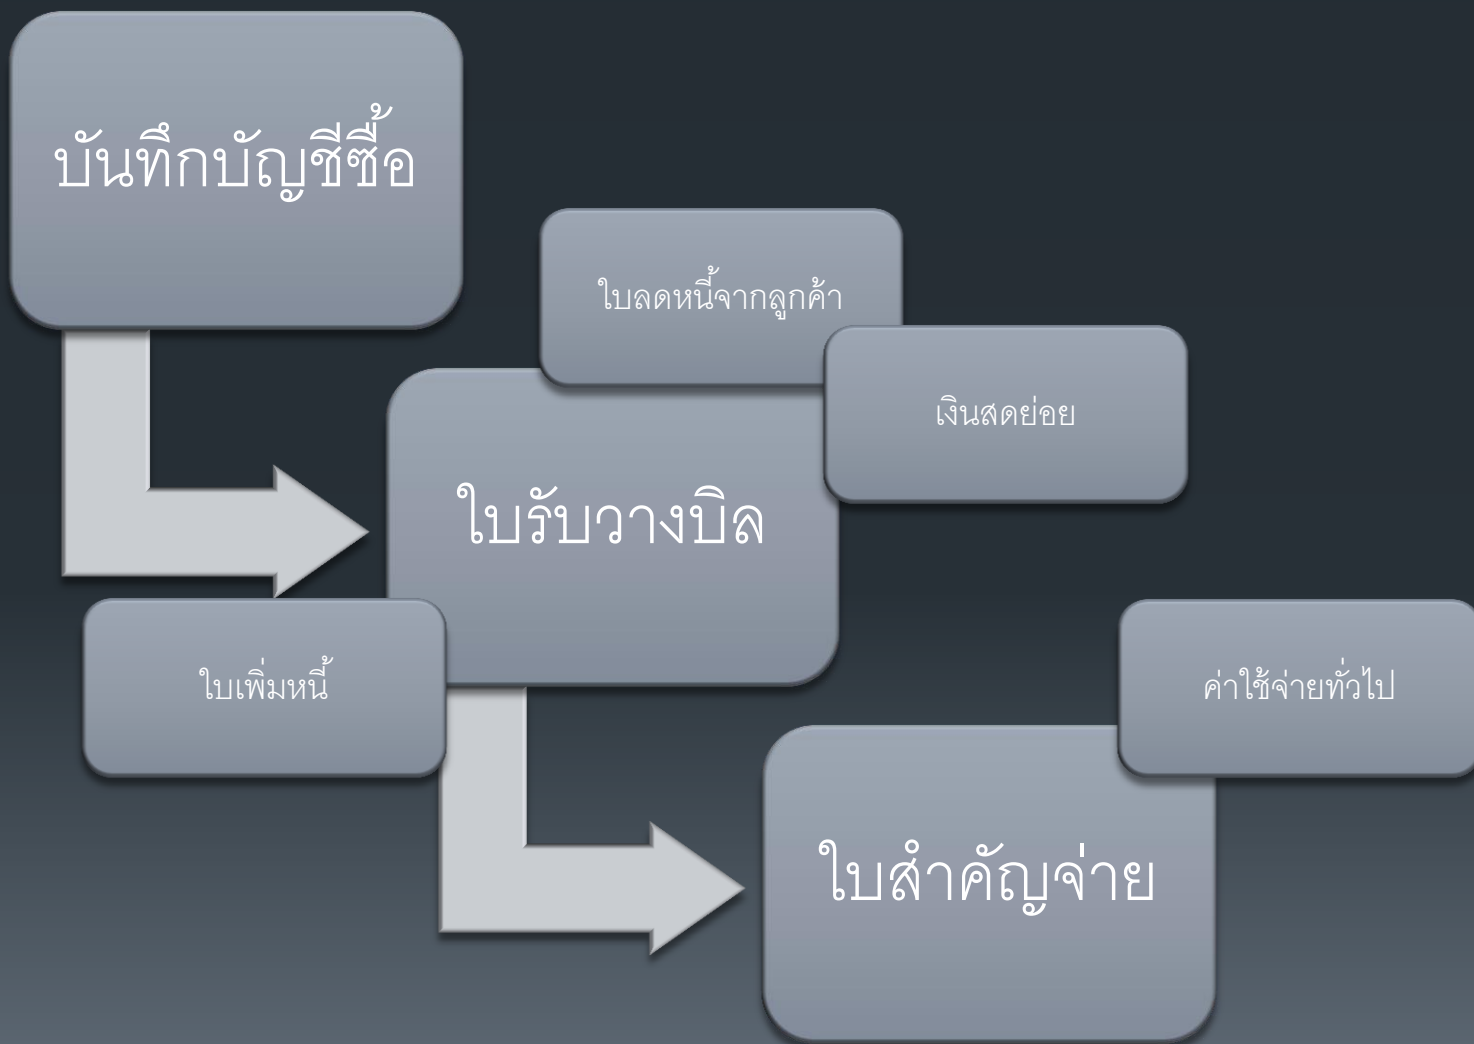 บันทึกบัญชีซื้อ
ใบลดหนี้จากลูกค้า
เงินสดย่อย
ใบรับวางบิล
ใบเพิ่มหนี้
ค่าใช้จ่ายทั่วไป
ใบสำคัญจ่าย